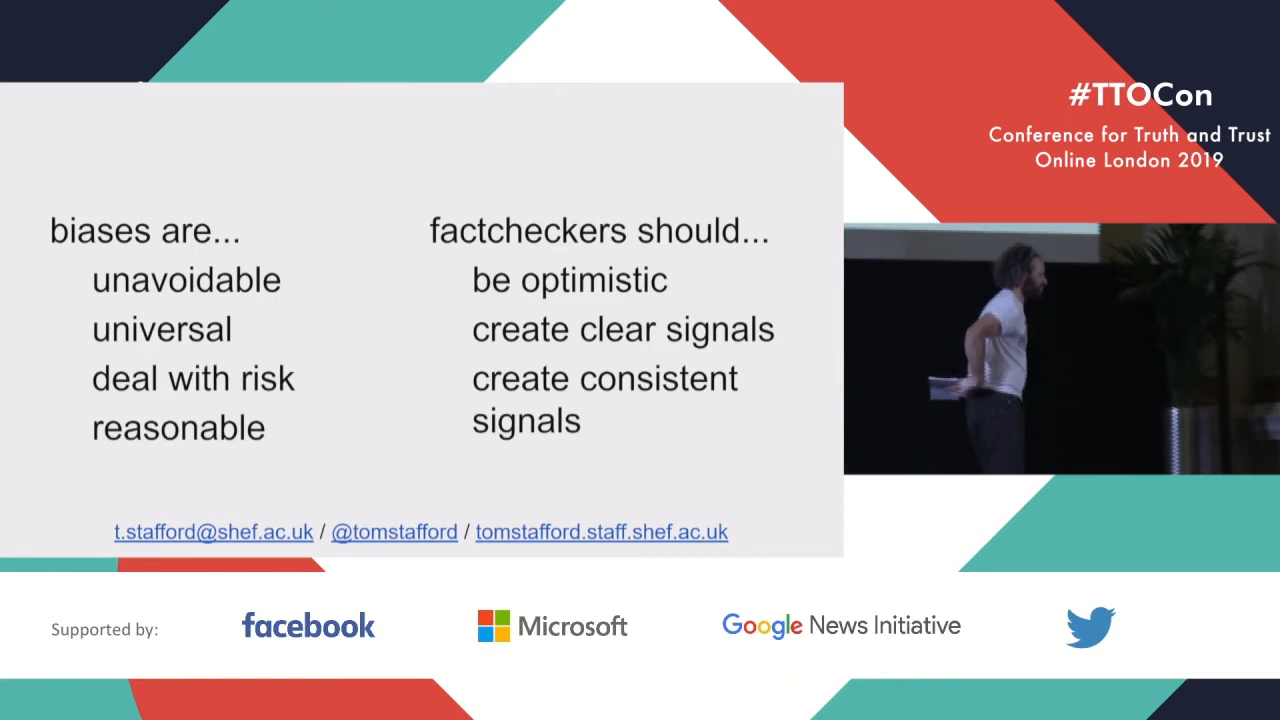 #TTOCon
Conference for Truth and Trust
Online London 2019
biases are...
unavoidable
universal
deal with risk
reasonable
factcheckers should...
be optimistic
create clear signals
create consistent
signals
t.stafford@shef.ac.uk / @tomstafford / tomstafford.staff.shef.ac.uk
Supported by:
facebook
Microsoft
Google News Initiative